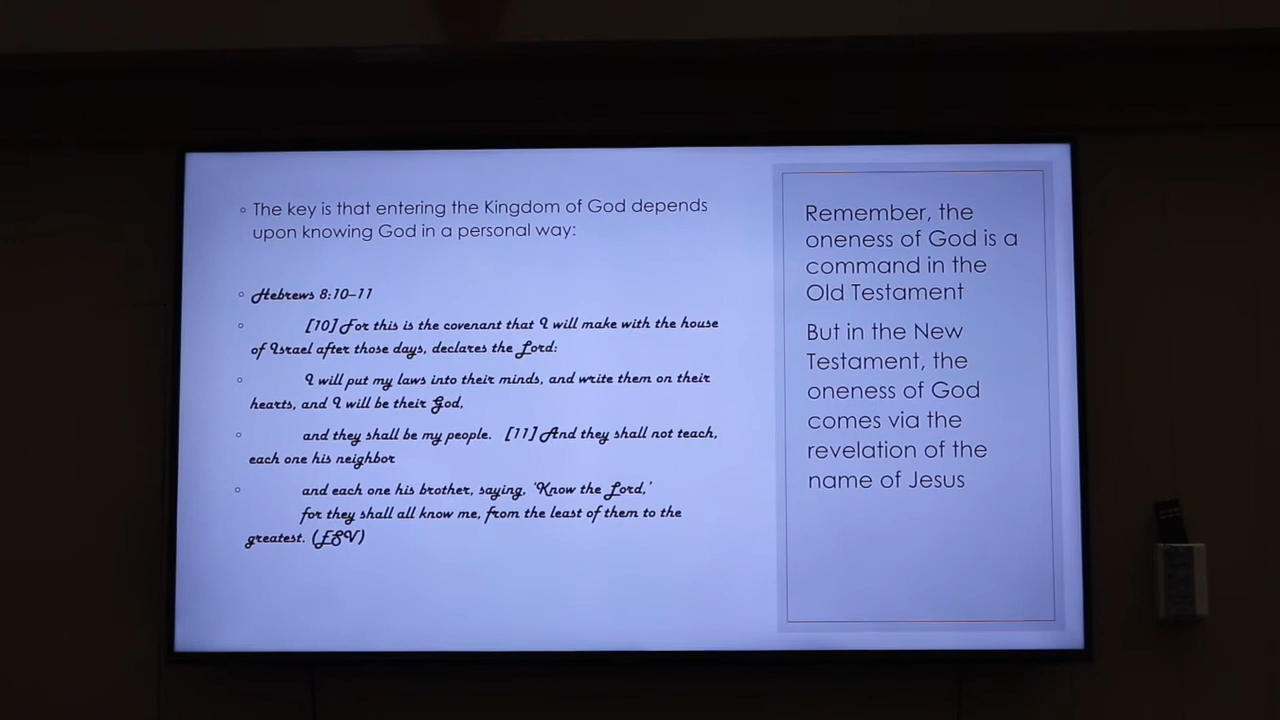 The key is that entering the Kingdom of God depends
upon knowing God in a personal way:
Hebrews 8:10–11
[10] For this is the covenant that I will make with the house
of Israel after those days, declares the Lord:
I will put my laws into their minds, and write them on their
hearts, and I will be their God,
and they shall be my people. [11] And they shall not teach,
each one his neighbor
and each one his brother, saying, ‘Know the Lord,’
for they shall all know me, from the least of them to the
greatest. (ESV)
Remember, the
oneness of God is a
command in the
Old Testament
But in the New
Testament, the
oneness of God
comes via the
revelation of the
name of Jesus